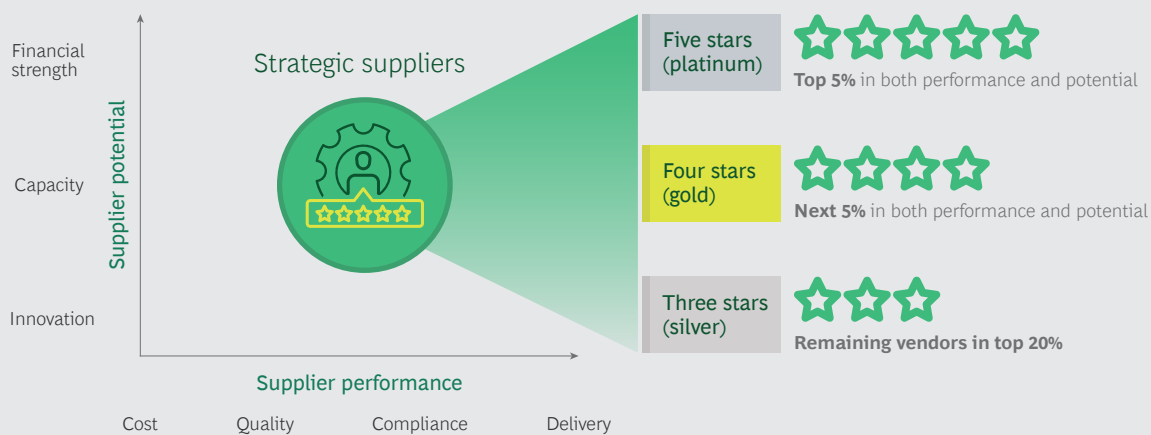 Financial
strength
Capacity
Innovation
Supplier potential
Strategic suppliers
Five stars
(platinum)
Top 5% in both performance and potential
Four stars
(gold)
Next 5% in both performance and potential
Three stars
(silver)
Remaining vendors in top 20%
Supplier performance
Cost Quality Compliance Delivery